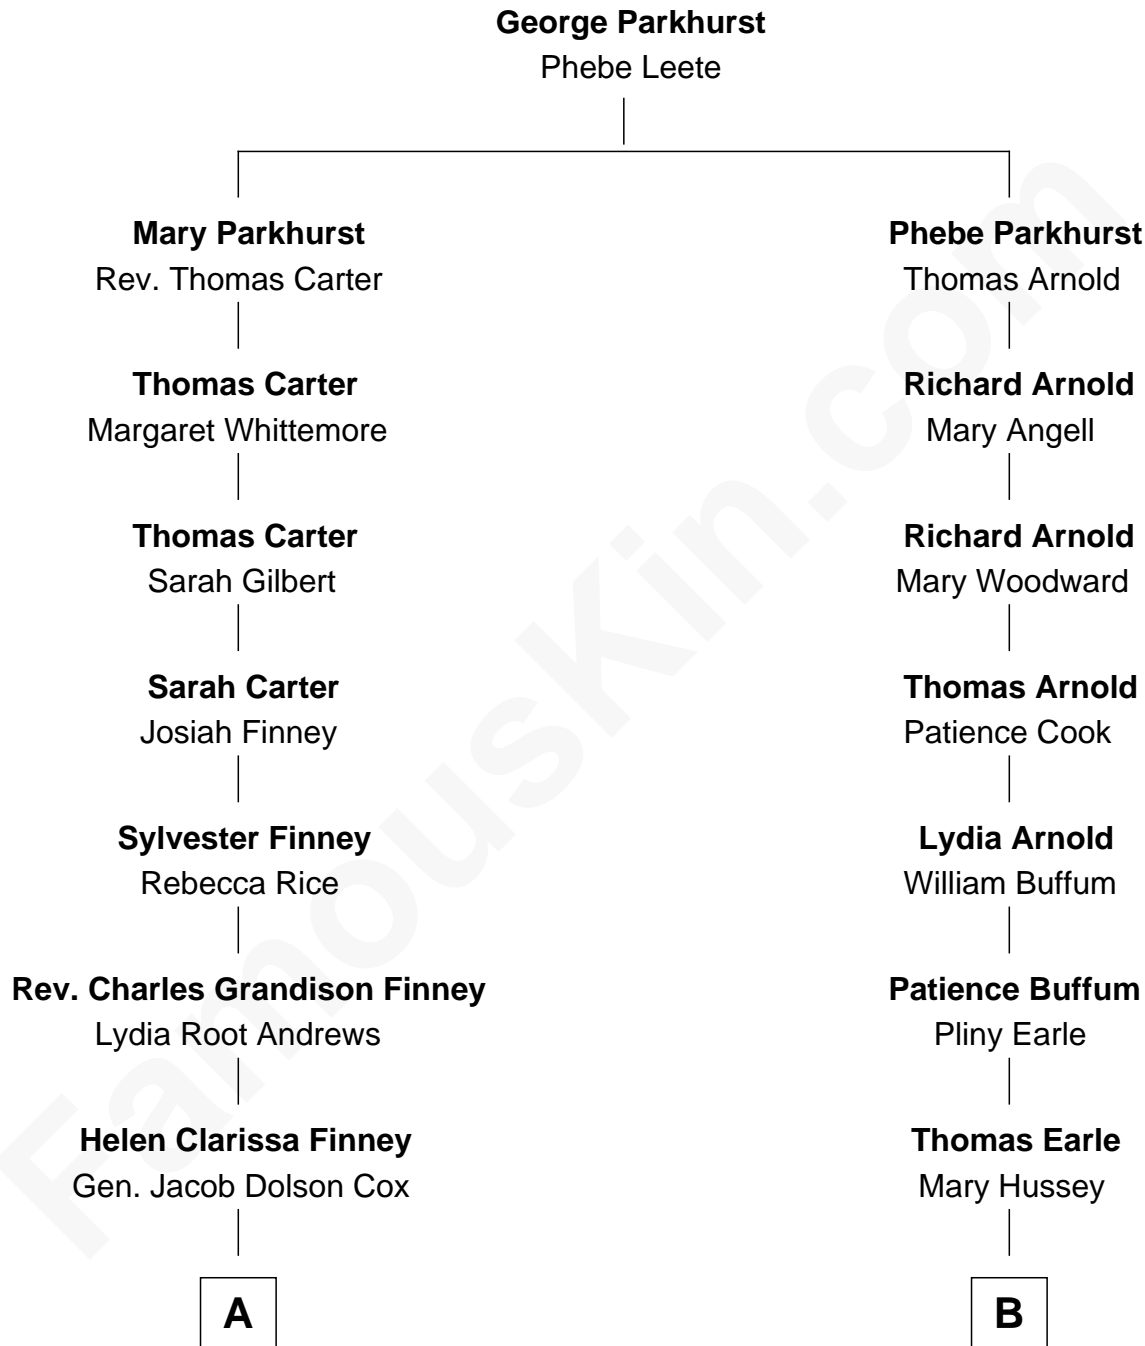 George Parkhurst
Phebe Leete
Mary Parkhurst
Rev. Thomas Carter
Thomas Carter
Margaret Whittemore
Thomas Carter
Sarah Gilbert
Sarah Carter
Josiah Finney
Sylvester Finney
Rebecca Rice
Rev. Charles Grandison Finney
Lydia Root Andrews
Helen Clarissa Finney
Gen. Jacob Dolson Cox
A
Phebe Parkhurst
Thomas Arnold
Richard Arnold
Mary Angell
Richard Arnold
Mary Woodward
Thomas Arnold
Patience Cook
Lydia Arnold
William Buffum
Patience Buffum
Pliny Earle
Thomas Earle
Mary Hussey
B
FamousKin.com